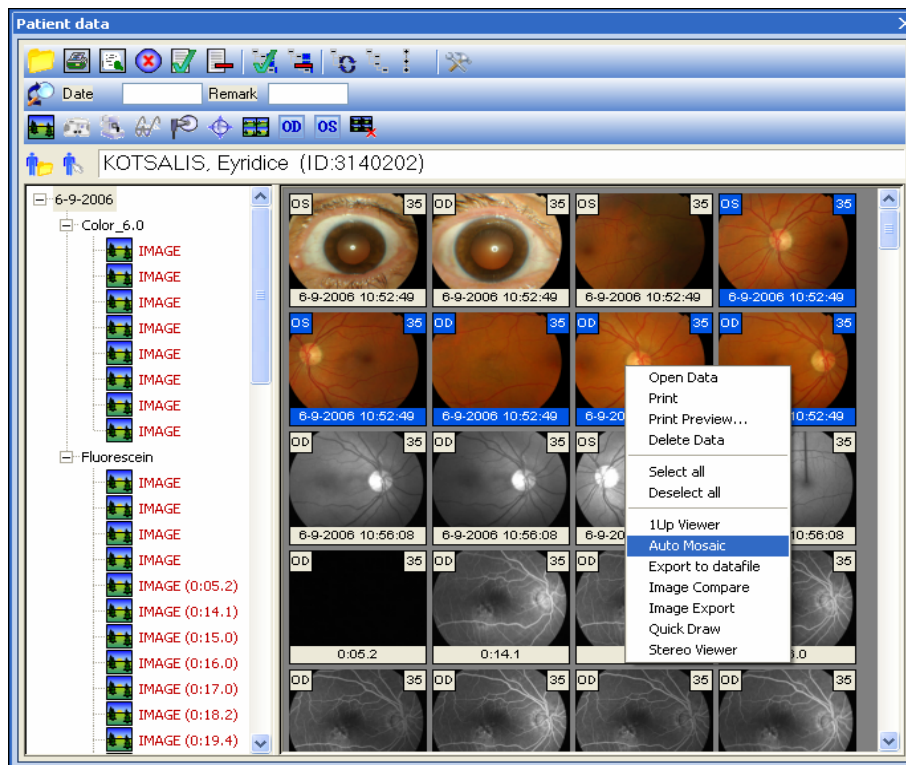 Patient data
Date
Remark
OD OS
KOTSALIS, Eyridice (ID:3140202)
6-9-2006
Color_6.0
IMAGE
IMAGE
IMAGE
IMAGE
IMAGE
IMAGE
IMAGE
IMAGE
Fluorescein
IMAGE
IMAGE
IMAGE
IMAGE
IMAGE (0:05.2)
IMAGE (0:14.1)
IMAGE (0:15.0)
IMAGE (0:16.0)
IMAGE (0:17.0)
IMAGE (0:18.2)
IMAGE (0:19.4)
OS 35 OD 35 OS 35 OS 35
6-9-2006 10:52:49 6-9-2006 10:52:49 6-9-2006 10:52:49 6-9-2006 10:52:49
OS 35 OD 35 OD 35 OD 35
6-9-2006 10:52:49 6-9-2006 10:52:49 6-9-20 10:52:49
OD 35 OD 35 OS 35
6-9-2006 10:56:08 6-9-2006 10:56:08 6-9-20 10:56:08
OD 35 OD 35 OD 35
0:05.2 0:14.1
OD 35 OD 35 OD 35 OD 35
Open Data
Print
Print Preview...
Delete Data
Select all
Deselect all
1Up Viewer
Auto Mosaic
Export to datafile
Image Compare
Image Export
Quick Draw
Stereo Viewer